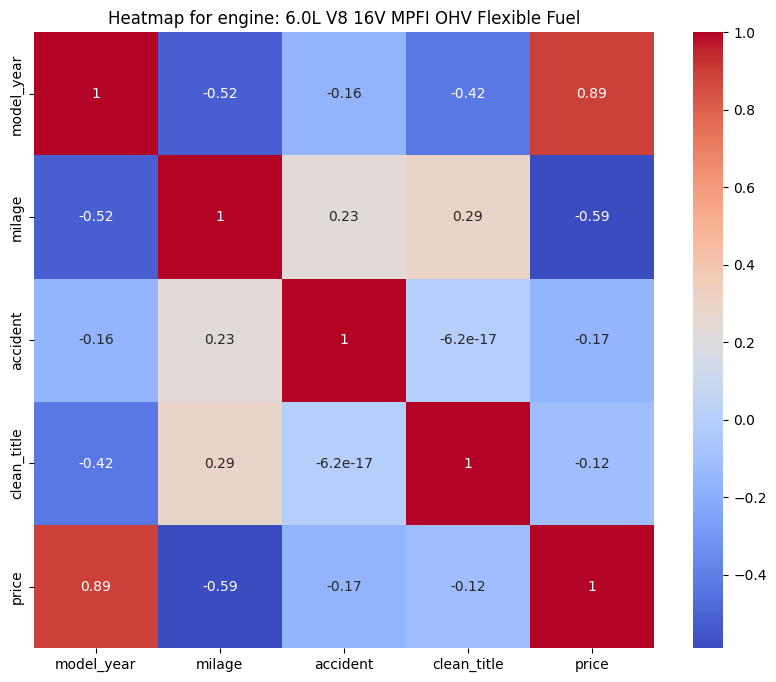 Heatmap for engine: 6.0L V8 16V MPFI OHV Flexible Fuel
model_year 1 -0.52 -0.16 -0.42 0.89
milage -0.52 1 0.23 0.29 -0.59
accident -0.16 0.23 1 -6.2e-17 -0.17
clean_title -0.42 0.29 -6.2e-17 1 -0.12
price 0.89 -0.59 -0.17 -0.12 1
model_year milage accident clean_title price
1.0
0.8
0.6
0.4
0.2
0.0
−0.2
−0.4